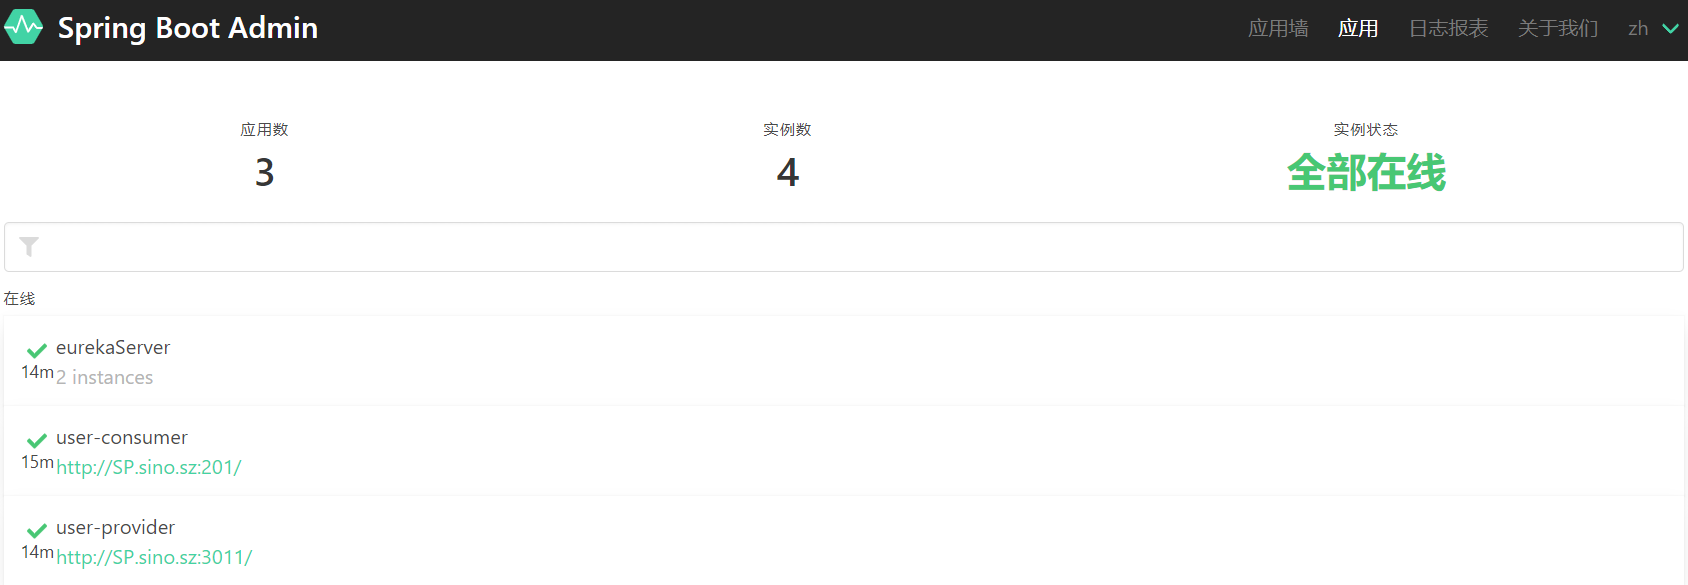 Spring Boot Admin 应用墙 应用 日志报表 关于我们 zh
应用数 实例数 实例状态
3 4 全部在线
在线
eurekaServer
14m 2 instances
user-consumer
15m http://SP.sino.sz:201/
user-provider
14m http://SP.sino.sz:3011/